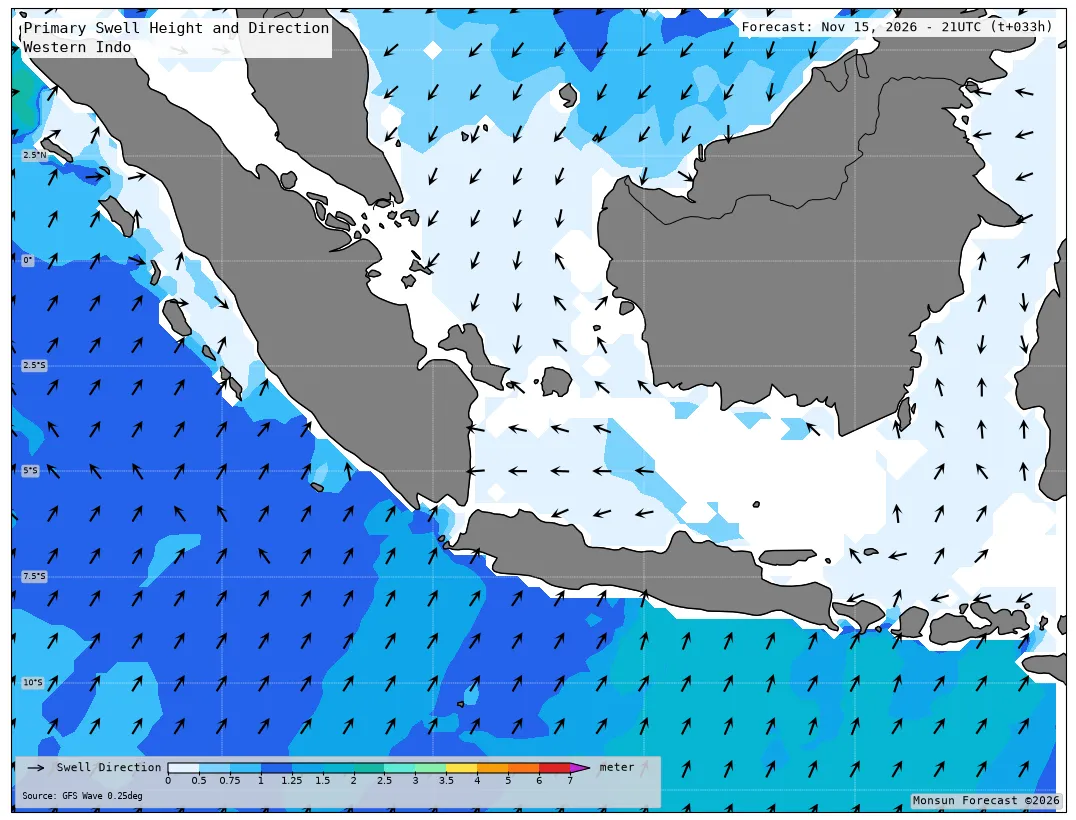 Primary Swell Height and Direction
Western Indo
Forecast: Nov 15, 2026 - 21UTC (t+033h)
2.5°N
0°
2.5°S
5°S
7.5°S
10°S
Swell Direction
meter
0 0.5 0.75 1 1.25 1.5 2 2.5 3 3.5 4 5 6 7
Source: GFS Wave 0.25deg
Monsun Forecast ©2026